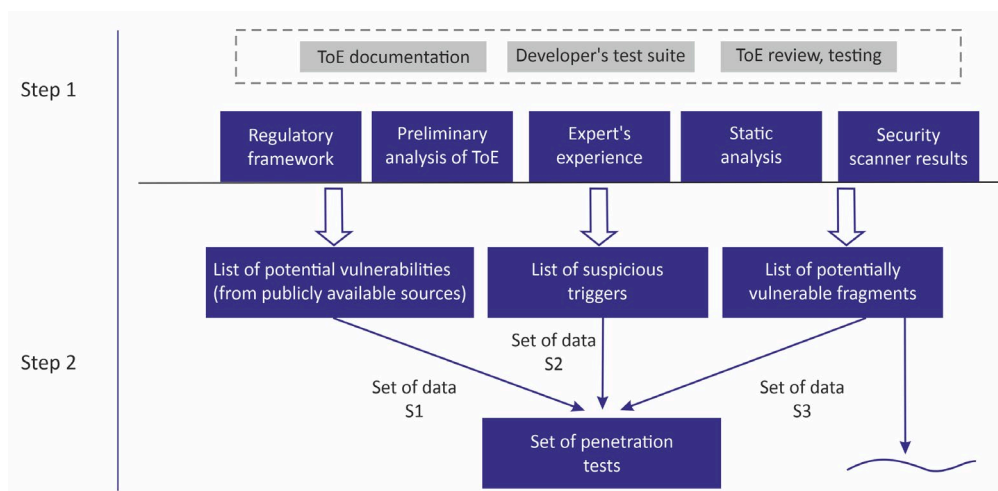 Step 1
ToE documentation
Developer's test suite
ToE review, testing
Regulatory
framework
Preliminary
analysis of ToE
Expert's
experience
Static
analysis
Security
scanner results
List of potential vulnerabilities
(from publicly available sources)
List of suspicious
triggers
List of potentially
vulnerable fragments
Step 2
Set of data
S1
Set of data
S2
Set of data
S3
Set of penetration
tests